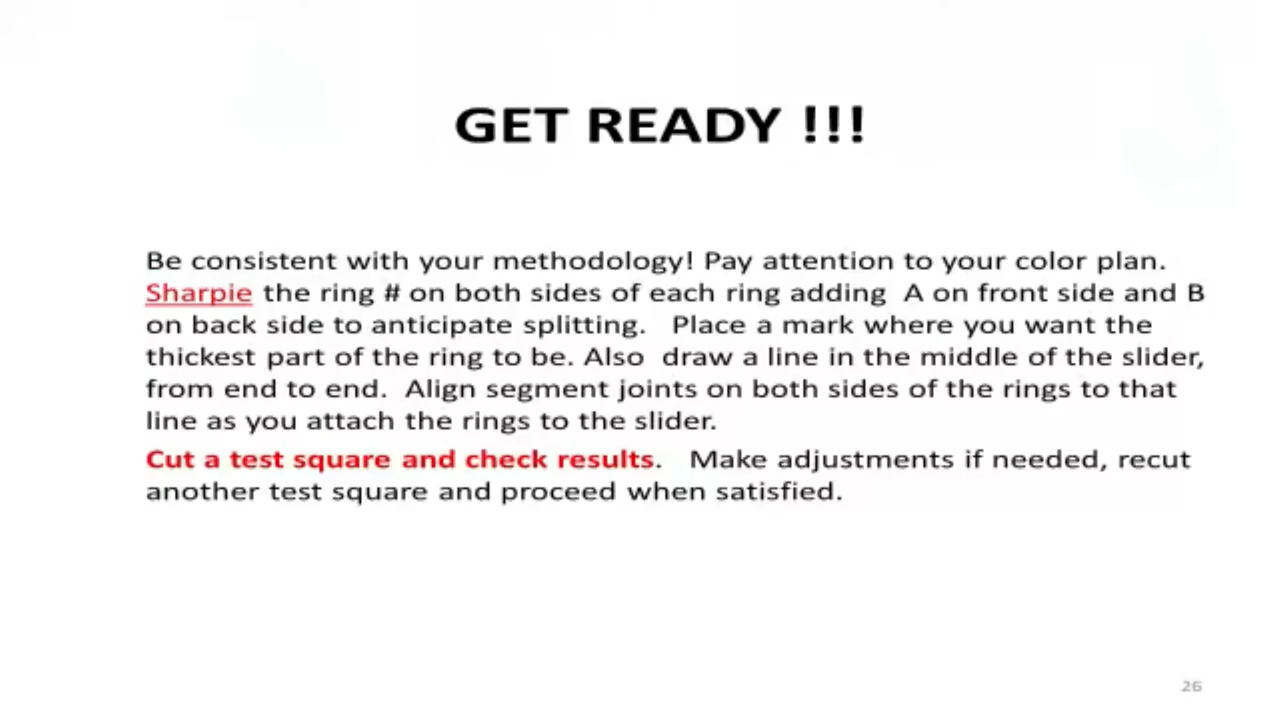 GET READY !!!
Be consistent with your methodology! Pay attention to your color plan.
Sharpie the ring # on both sides of each ring adding  A on front side and B
on back side to anticipate splitting.   Place a mark where you want the
thickest part of the ring to be. Also  draw a line in the middle of the slider,
from end to end.  Align segment joints on both sides of the rings to that
line as you attach the rings to the slider.
Cut a test square and check results.   Make adjustments if needed, recut
another test square and proceed when satisfied.
26